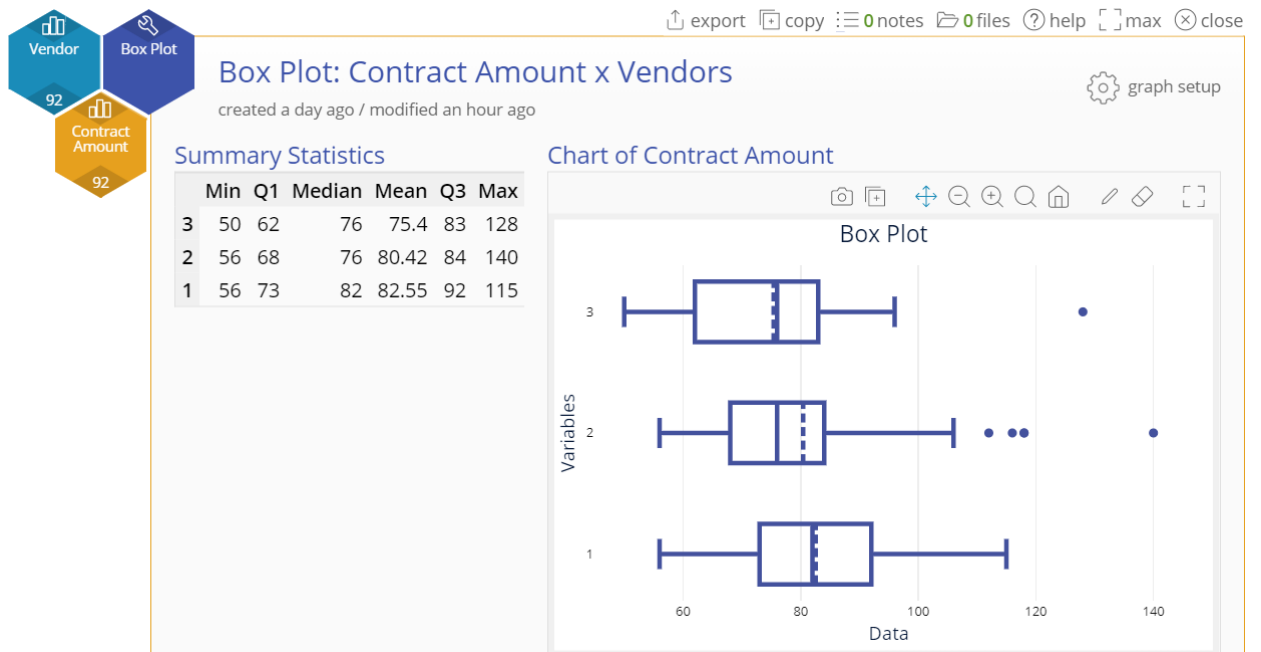 export copy 0 notes 0 files help max close
Vendor
92
Box Plot
Contract
Amount
92
Box Plot: Contract Amount x Vendors
created a day ago / modified an hour ago
graph setup
Summary Statistics
Min Q1 Median Mean Q3 Max
3 50 62 76 75.4 83 128
2 56 68 76 80.42 84 140
1 56 73 82 82.55 92 115
Chart of Contract Amount
Box Plot
Variables
3
2
1
60 80 100 120 140
Data